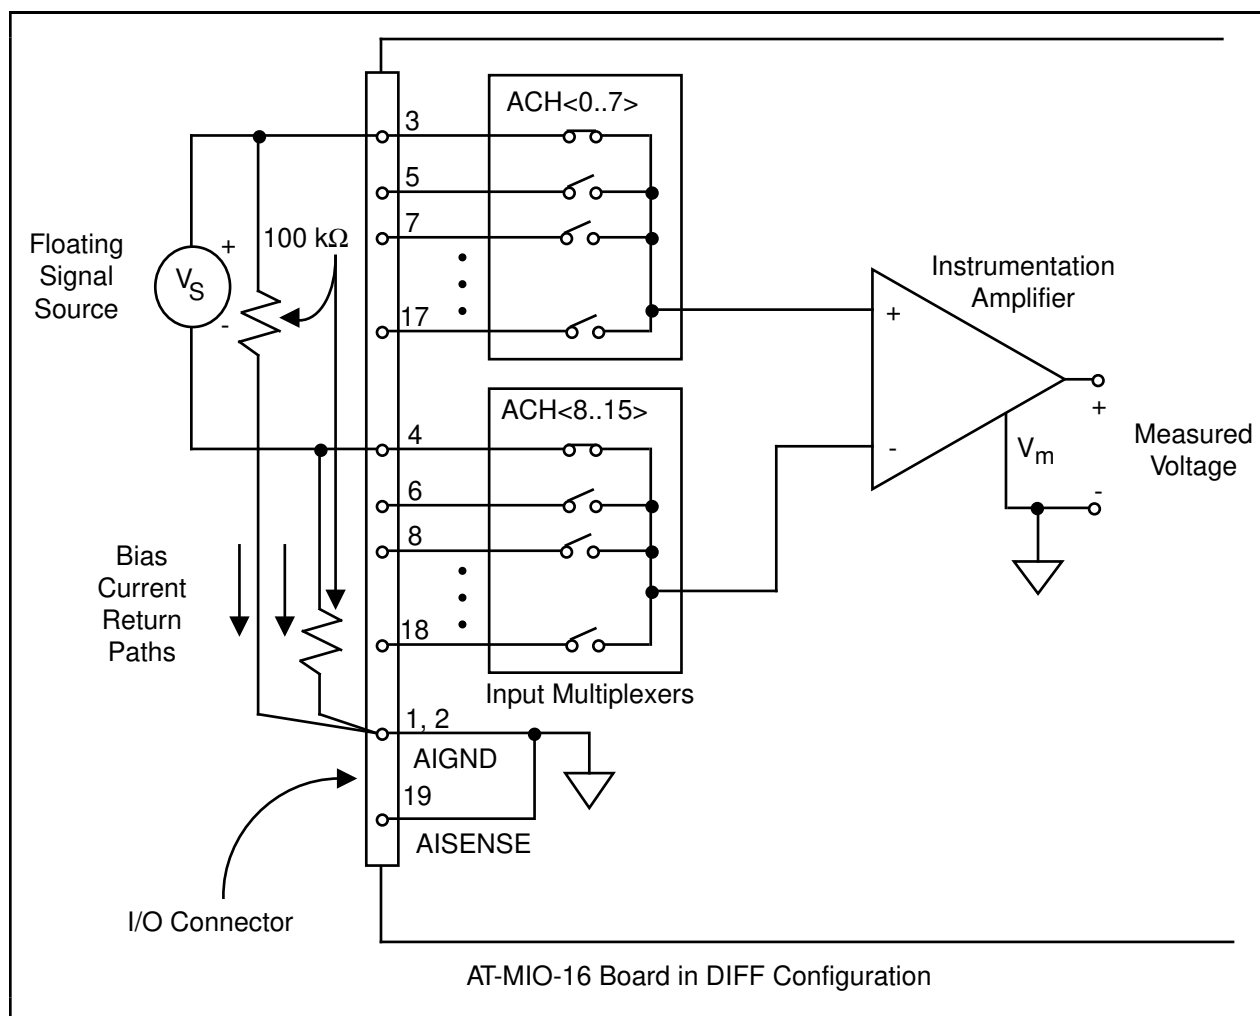 ACH<0..7>
3
5
7
17
100 kΩ
Floating
Signal
Source
+
VS
-
Instrumentation
Amplifier
+
-
+
Vm
-
Measured
Voltage
ACH<8..15>
4
6
8
18
Bias
Current
Return
Paths
Input Multiplexers
1, 2
AIGND
19
AISENSE
I/O Connector
AT-MIO-16 Board in DIFF Configuration